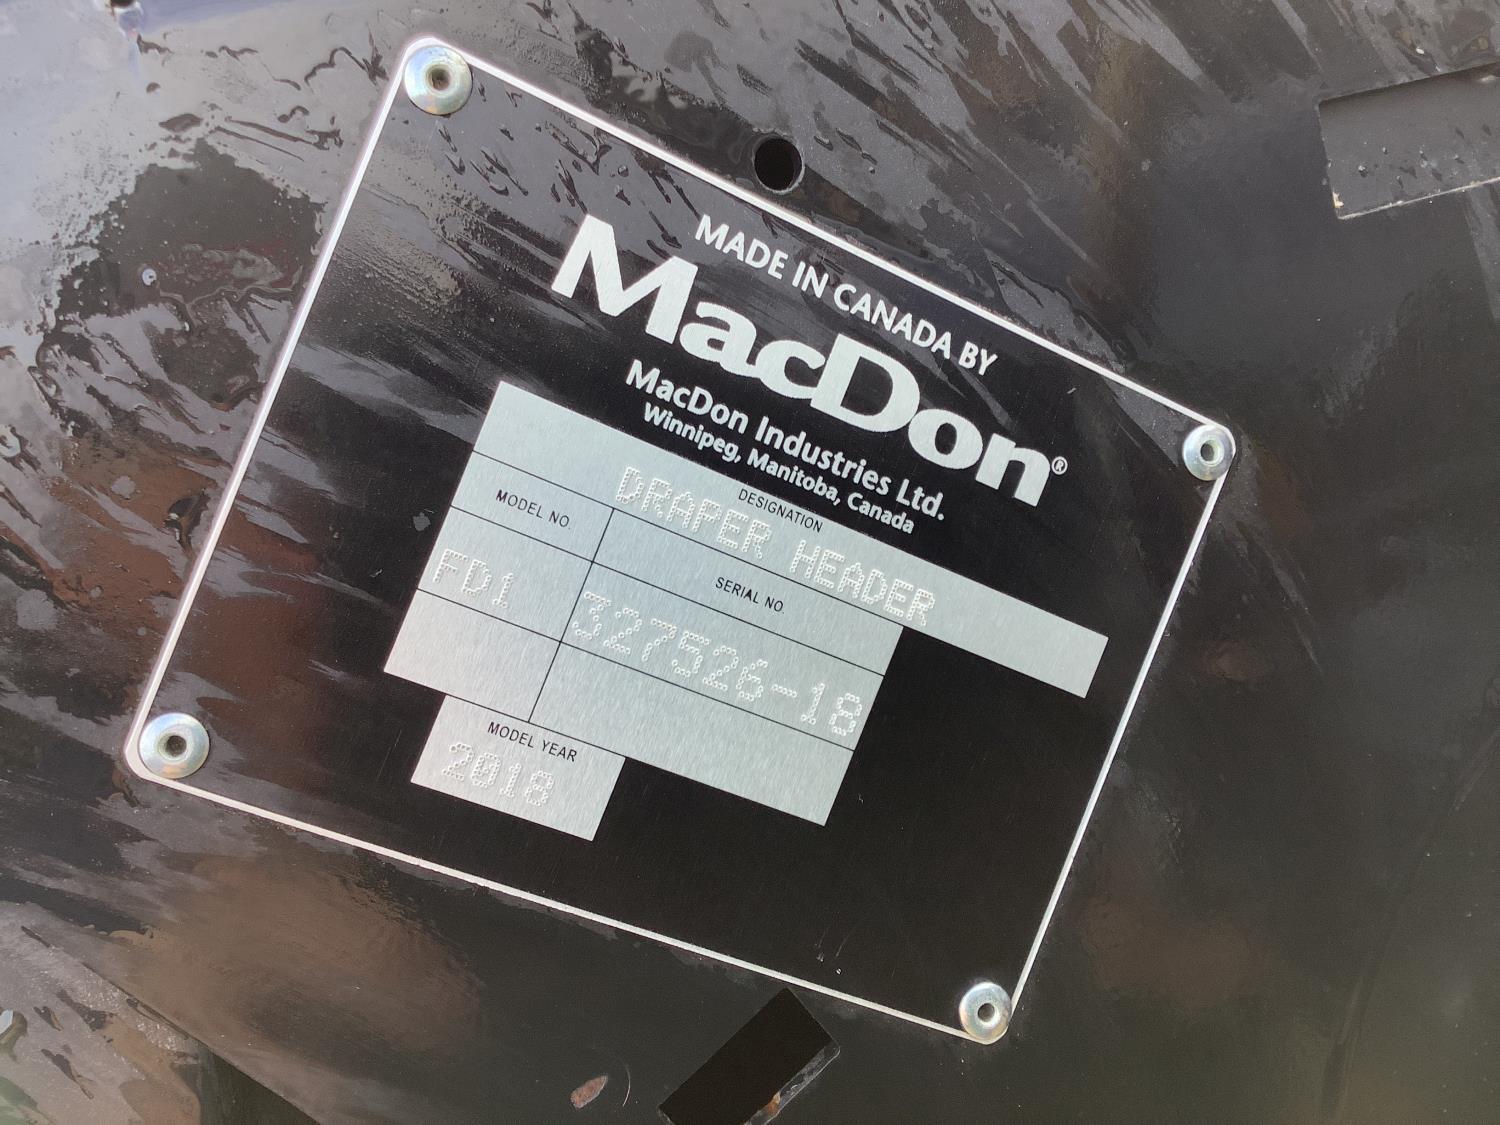 MADE IN CANADA BY
MacDon®
MacDon Industries Ltd.
Winnipeg, Manitoba, Canada
DESIGNATION
DRAPER HEADER
MODEL NO. SERIAL NO.
FD1 327526-18
MODEL YEAR
2018